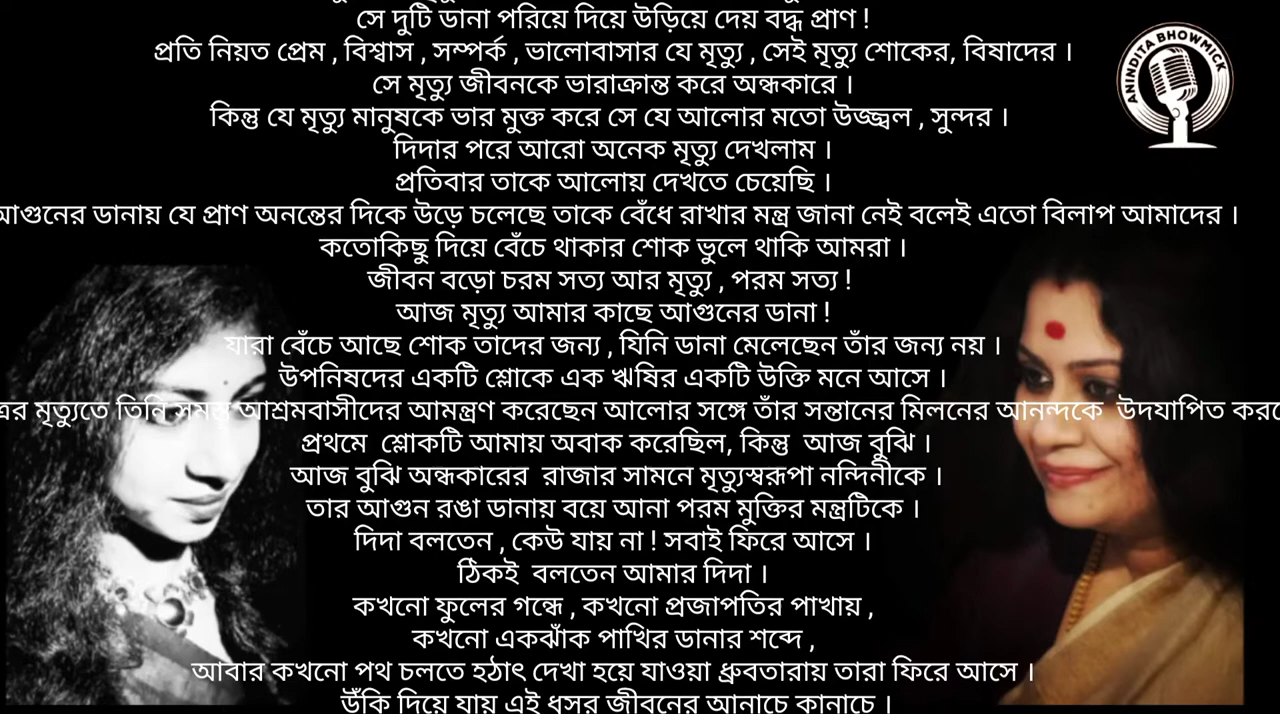 সে দুটি ডানা পরিয়ে দিয়ে উড়িয়ে দেয় বদ্ধ প্রাণ !
প্রতি নিয়ত প্রেম , বিশ্বাস , সম্পর্ক , ভালোবাসার যে মৃত্যু , সেই মৃত্যু শোকের, বিষাদের ।
সে মৃত্যু জীবনকে ভারাক্রান্ত করে অন্ধকারে ।
কিন্তু যে মৃত্যু মানুষকে ভার মুক্ত করে সে যে আলোর মতো উজ্জ্বল , সুন্দর ।
দিদার পরে আরো অনেক মৃত্যু দেখলাম ।
প্রতিবার তাকে আলোয় দেখতে চেয়েছি ।
আগুনের ডানায় যে প্রাণ অনন্তের দিকে উড়ে চলেছে তাকে বেঁধে রাখার মন্ত্র জানা নেই বলেই এতো বিলাপ আমাদের ।
কতোকিছু দিয়ে বেঁচে থাকার শোক ভুলে থাকি আমরা ।
জীবন বড়ো চরম সত্য আর মৃত্যু , পরম সত্য !
আজ মৃত্যু আমার কাছে আগুনের ডানা !
যারা বেঁচে আছে শোক তাদের জন্য , যিনি ডানা মেলেছেন তাঁর জন্য নয় ।
উপনিষদের একটি শ্লোকে এক ঋষির একটি উক্তি মনে আসে ।
মৃত্যুতে তিনি সমস্ত আশ্রমবাসীদের আমন্ত্রণ করেছেন আলোর সঙ্গে তাঁর সন্তানের মিলনের আনন্দকে উদযাপিত
প্রথমে শ্লোকটি আমায় অবাক করেছিল, কিন্তু আজ বুঝি ।
আজ বুঝি অন্ধকারের রাজার সামনে মৃত্যুস্বরূপা নন্দিনীকে ।
তার আগুন রঙা ডানায় বয়ে আনা পরম মুক্তির মন্ত্রটিকে ।
দিদা বলতেন , কেউ যায় না ! সবাই ফিরে আসে ।
ঠিকই বলতেন আমার দিদা ।
কখনো ফুলের গন্ধে , কখনো প্রজাপতির পাখায় ,
কখনো একঝাঁক পাখির ডানার শব্দে ,
আবার কখনো পথ চলতে হঠাৎ দেখা হয়ে যাওয়া ধ্রুবতারায় তারা ফিরে আসে ।
উঁকি দিয়ে যায় এই ধূসর জীবনের আনাচে কানাচে ।
ANINDITA BHOWMICK